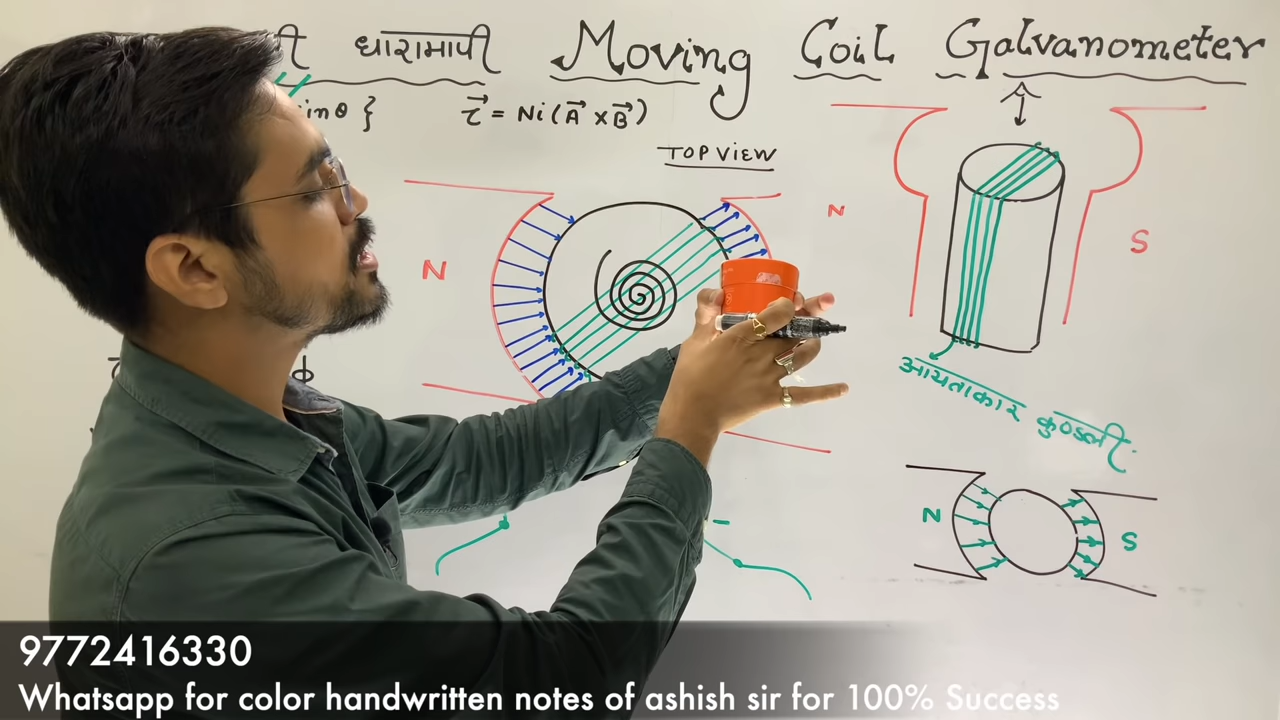 धारामापी Moving Coil Galvanometer
sinθ } τ⃗ = Ni(A⃗ ×B⃗)
TOP VIEW
N
N
S
आयताकार कुण्डली
N
S
9772416330
Whatsapp for color handwritten notes of ashish sir for 100% Success